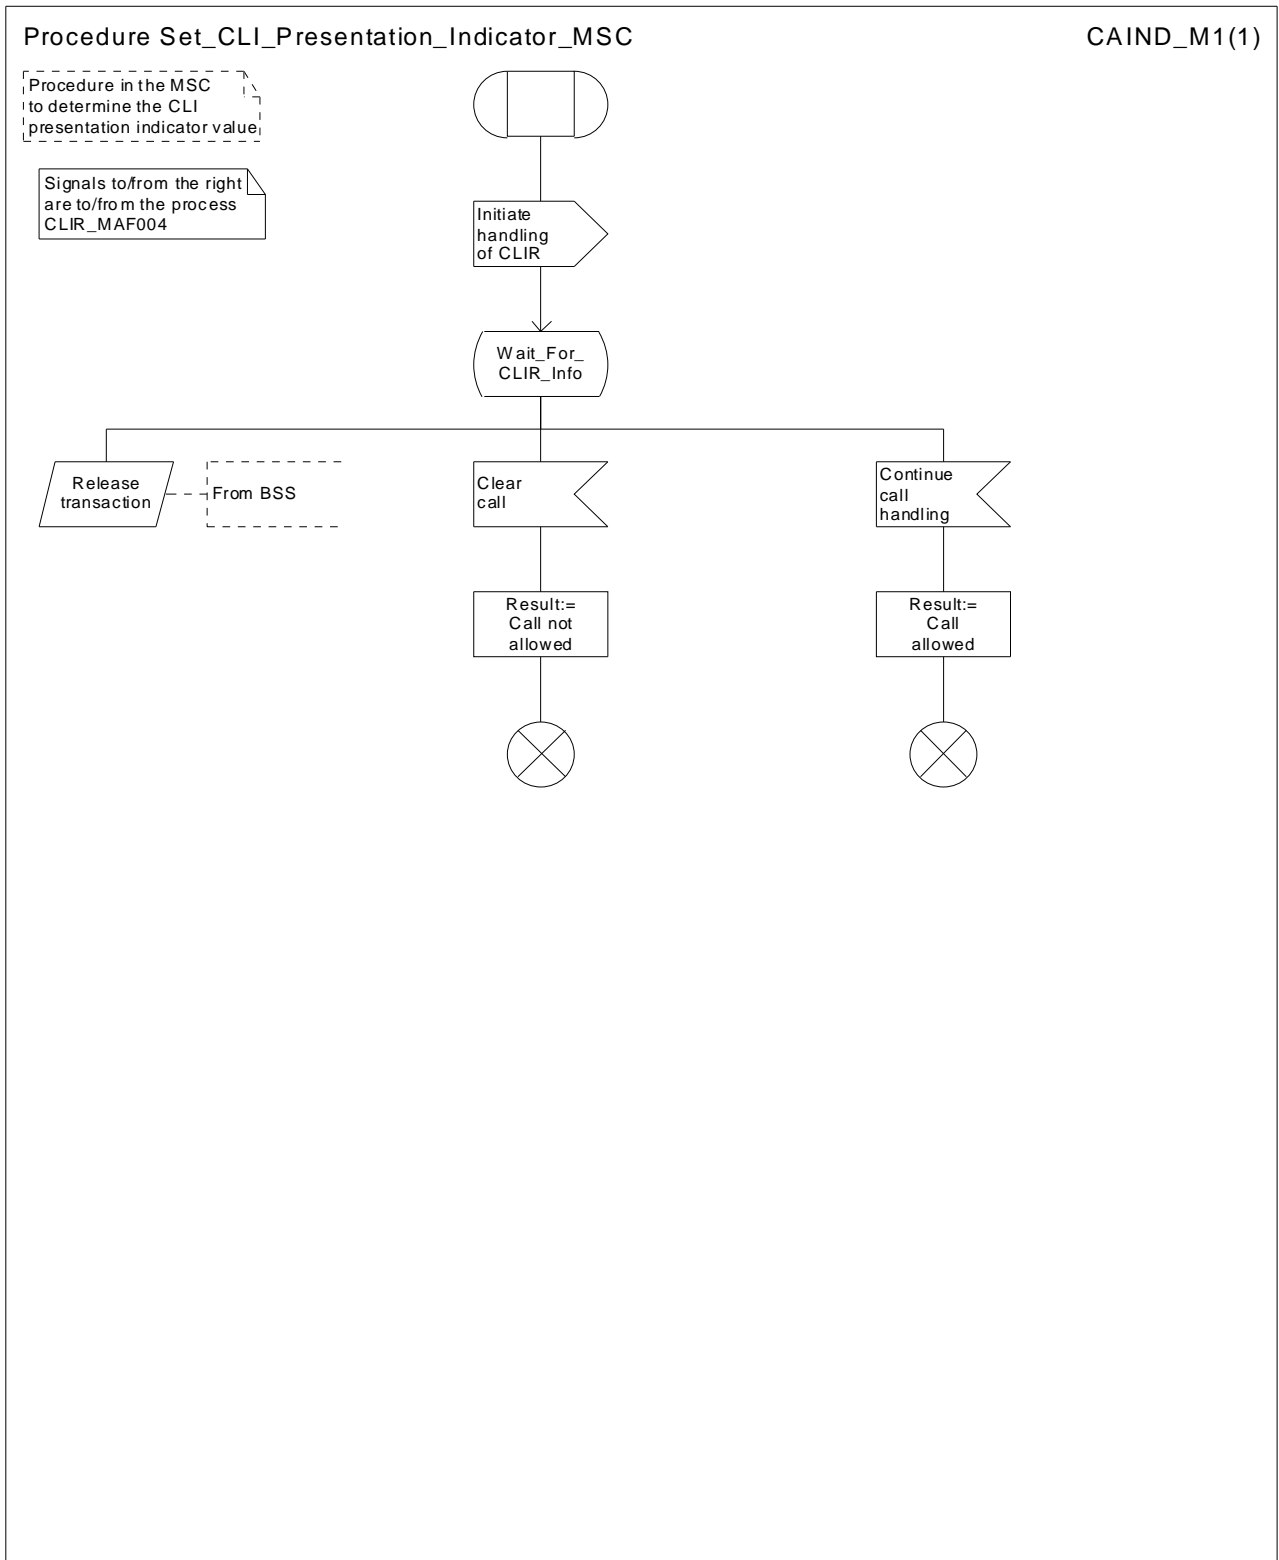 Procedure Set_CLI_Presentation_Indicator_MSC
CAIND_M1(1)
Procedure in the MSC
to determine the CLI
presentation indicator value
Signals to/from the right
are to/from the process
CLIR_MAF004
Initiate
handling
of CLIR
Wait_For_
CLIR_Info
Release
transaction
From BSS
Clear
call
Continue
call
handling
Result:=
Call not
allowed
Result:=
Call
allowed